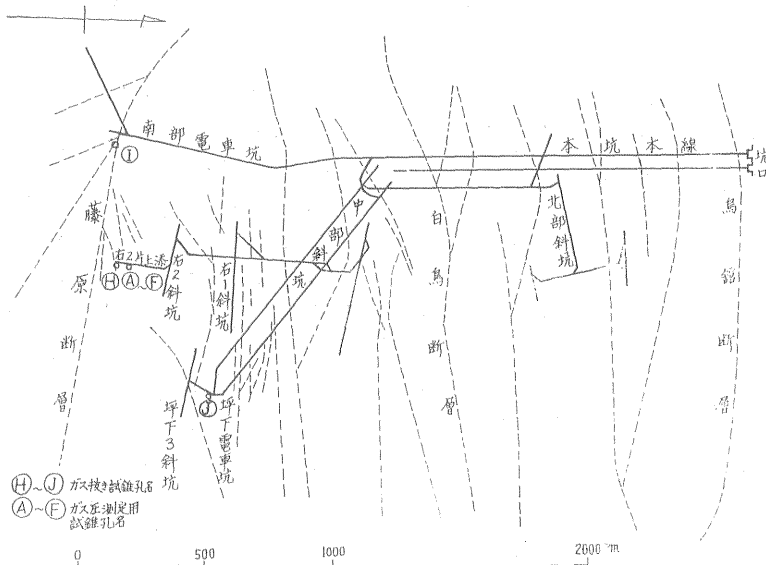 南部電車坑
本坑本線
坑口
Ⓘ
藤原断層
右2片上添
Ⓗ Ⓐ~Ⓕ
右2斜坑
右1斜坑
中部斜坑
白鳥断層
北部斜坑
鳥舘断層
Ⓙ
坪下3斜坑
坪下電車坑
Ⓗ~Ⓙ ガス抜き試錐孔名
Ⓐ~Ⓕ ガス圧測定用
試錐孔名
0 500 1000 2000 m